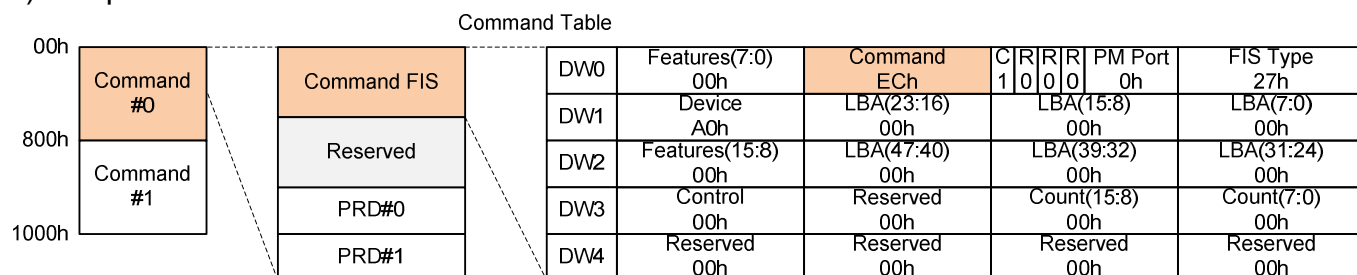 Command Table
00h
Command
#0
800h
Command
#1
1000h
Command FIS
Reserved
PRD#0
PRD#1
DW0 Features(7:0) Command C R R R PM Port FIS Type
00h ECh 1 0 0 0 0h 27h
DW1 Device LBA(23:16) LBA(15:8) LBA(7:0)
A0h 00h 00h 00h
DW2 Features(15:8) LBA(47:40) LBA(39:32) LBA(31:24)
00h 00h 00h 00h
DW3 Control Reserved Count(15:8) Count(7:0)
00h 00h 00h 00h
DW4 Reserved Reserved Reserved Reserved
00h 00h 00h 00h